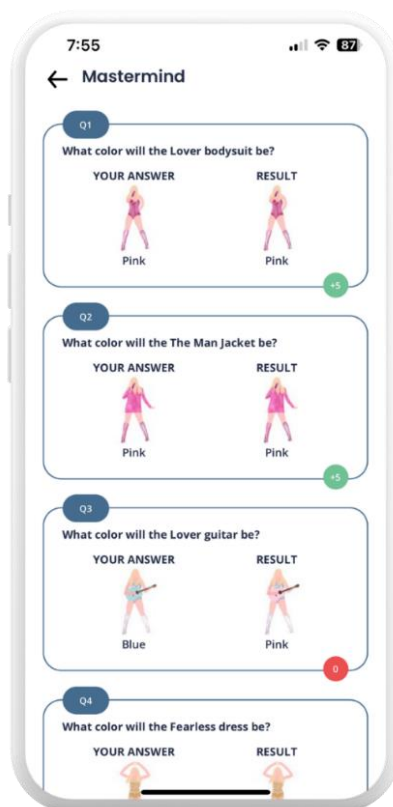 7:55 87
Mastermind
Q1
What color will the Lover bodysuit be?
YOUR ANSWER RESULT
Pink Pink
+5
Q2
What color will the The Man Jacket be?
YOUR ANSWER RESULT
Pink Pink
+5
Q3
What color will the Lover guitar be?
YOUR ANSWER RESULT
Blue Pink
0
Q4
What color will the Fearless dress be?
YOUR ANSWER RESULT